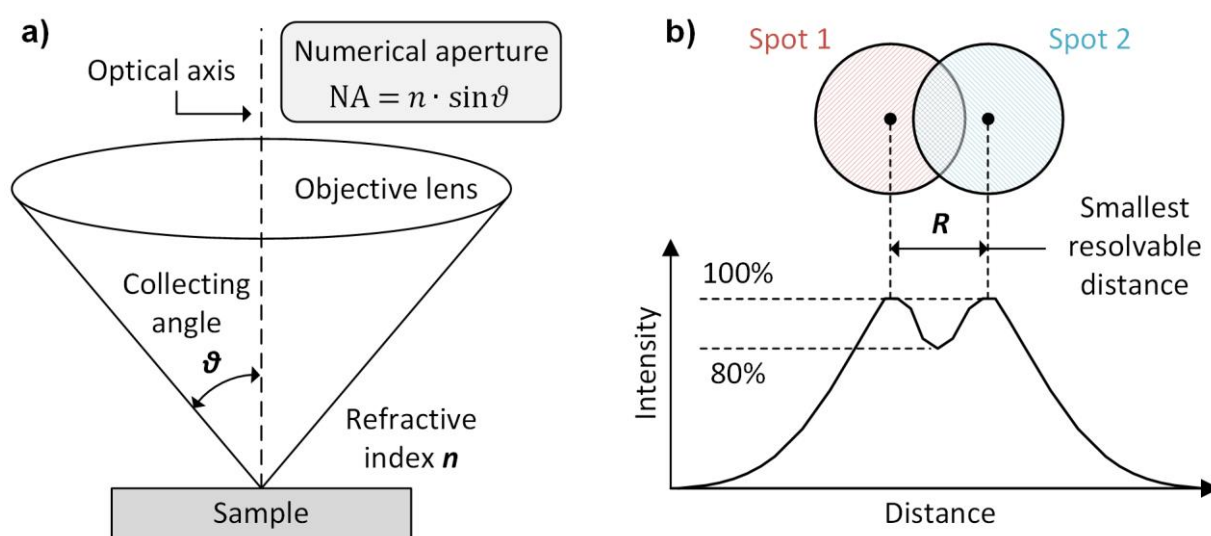 a)
Optical axis
Numerical aperture
NA = n · sinϑ
Objective lens
Collecting
angle
ϑ
Refractive
index n
Sample
b)
Spot 1
Spot 2
R
Smallest
resolvable
distance
100%
80%
Intensity
Distance